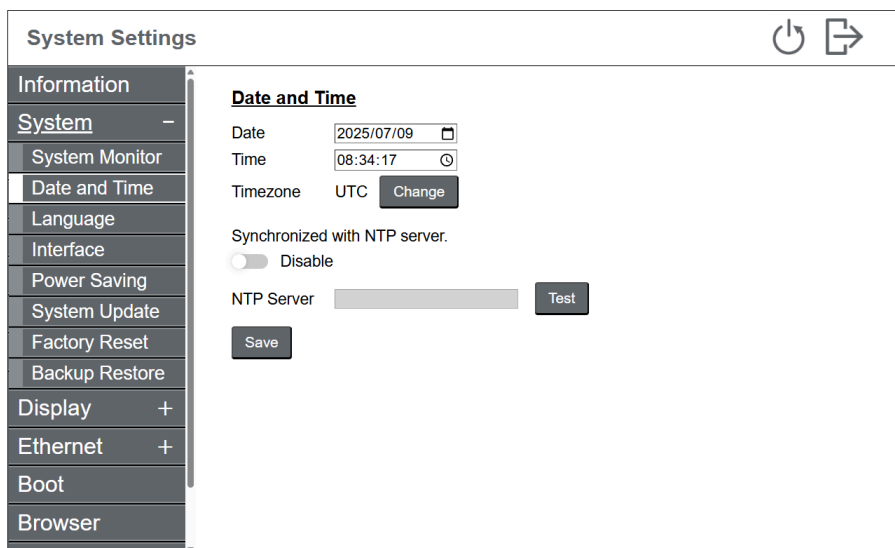 System Settings
Information
System −
System Monitor
Date and Time
Language
Interface
Power Saving
System Update
Factory Reset
Backup Restore
Display +
Ethernet +
Boot
Browser
Date and Time
Date 2025/07/09
Time 08:34:17
Timezone UTC Change
Synchronized with NTP server.
Disable
NTP Server Test
Save